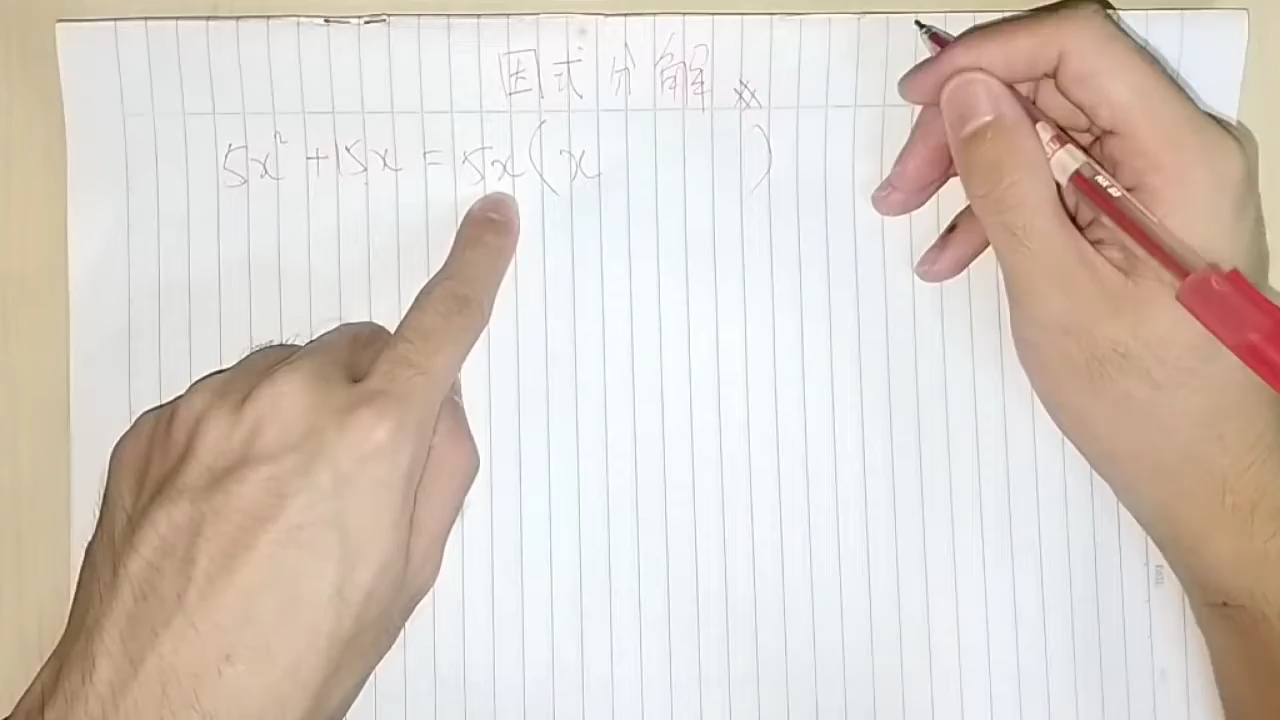 因式分解
5x² + 15x = 5x(x )